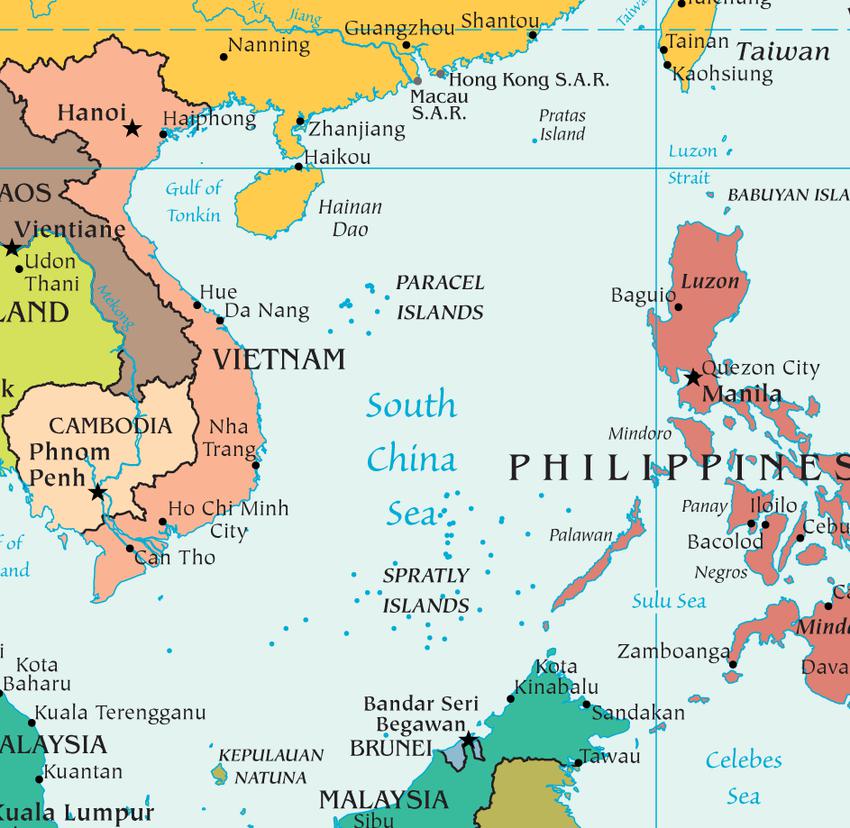 Xi
Jiang
Guangzhou
Shantou
Nanning
Tainan
Taiwan
Kaohsiung
Hong Kong S.A.R.
Macau
S.A.R.
Hanoi
Haiphong
Zhanjiang
Pratas
Island
Haikou
Luzon
Strait
Gulf of
Tonkin
Hainan
Dao
BABUYAN ISLA
AOS
Vientiane
Udon
Thani
Mekong
LAND
Hue
Da Nang
PARACEL
ISLANDS
Baguio
Luzon
VIETNAM
Quezon City
Manila
k
CAMBODIA
Phnom
Penh
Nha
Trang
South
China
Sea
Mindoro
PHILIPPINES
Ho Chi Minh
City
Can Tho
Panay
Iloilo
Bacolod
Cebu
Negros
Palawan
of
and
SPRATLY
ISLANDS
Sulu Sea
Ca
Minda
Zamboanga
Dava
i
Kota
Baharu
Kuala Terengganu
ALAYSIA
Kuantan
Kuala Lumpur
KEPULAUAN
NATUNA
Kota
Kinabalu
Bandar Seri
Begawan
BRUNEI
Sandakan
Tawau
MALAYSIA
Sibu
Celebes
Sea